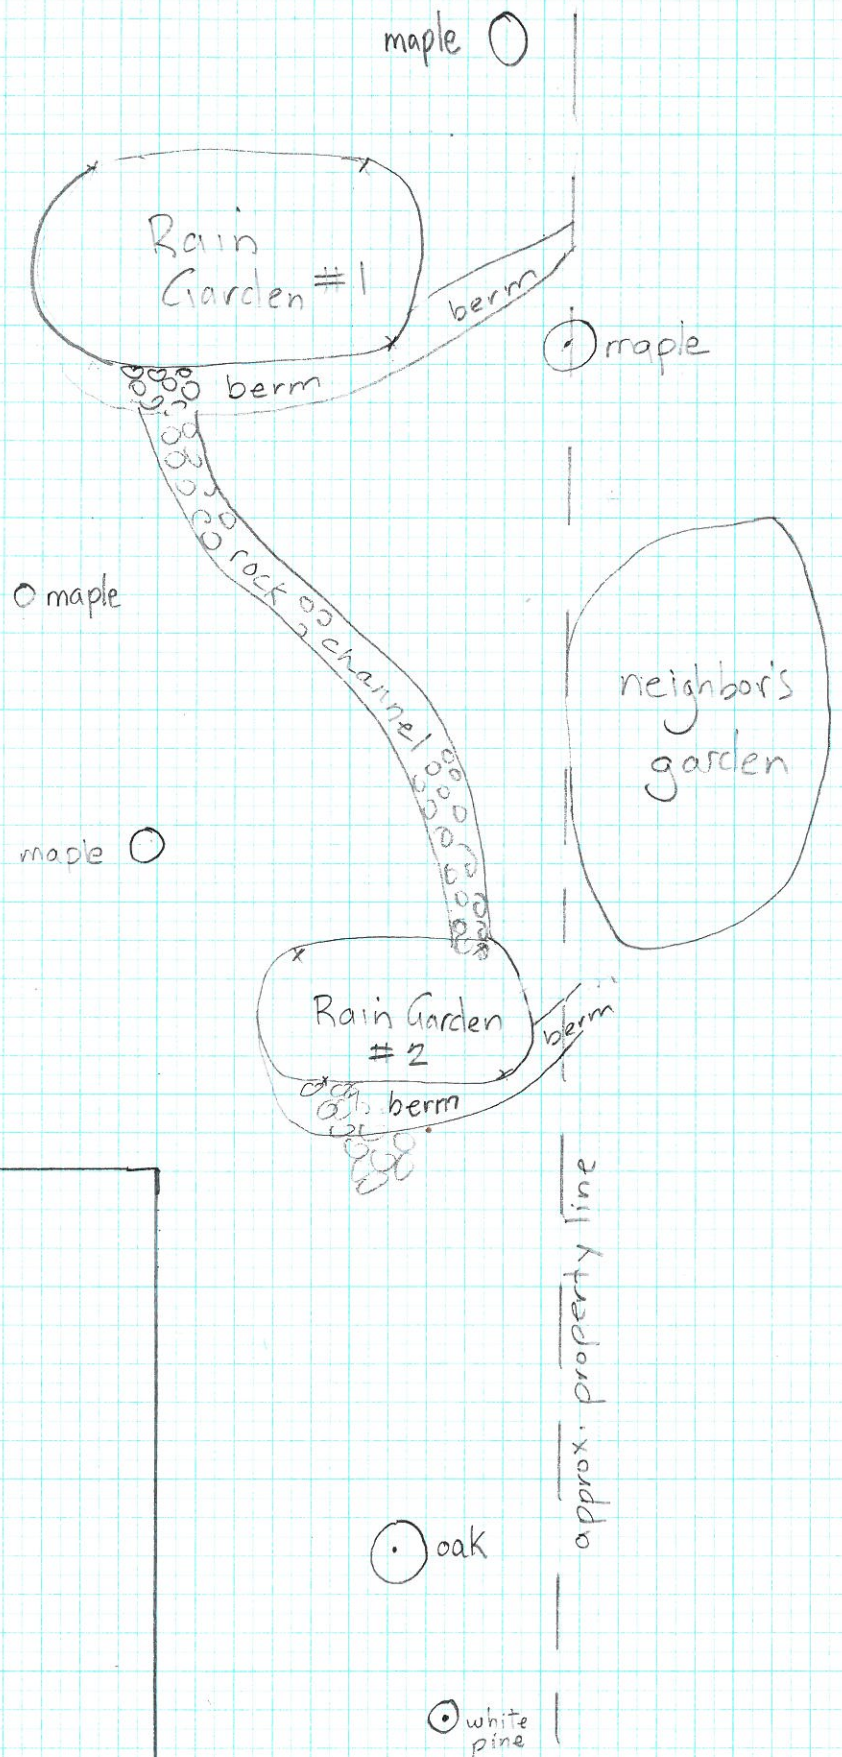 maple
Rain
Garden #1
berm
maple
berm
rock channel
maple
neighbor's
garden
maple
Rain Garden
#2
berm
berm
approx. property line
oak
white
pine